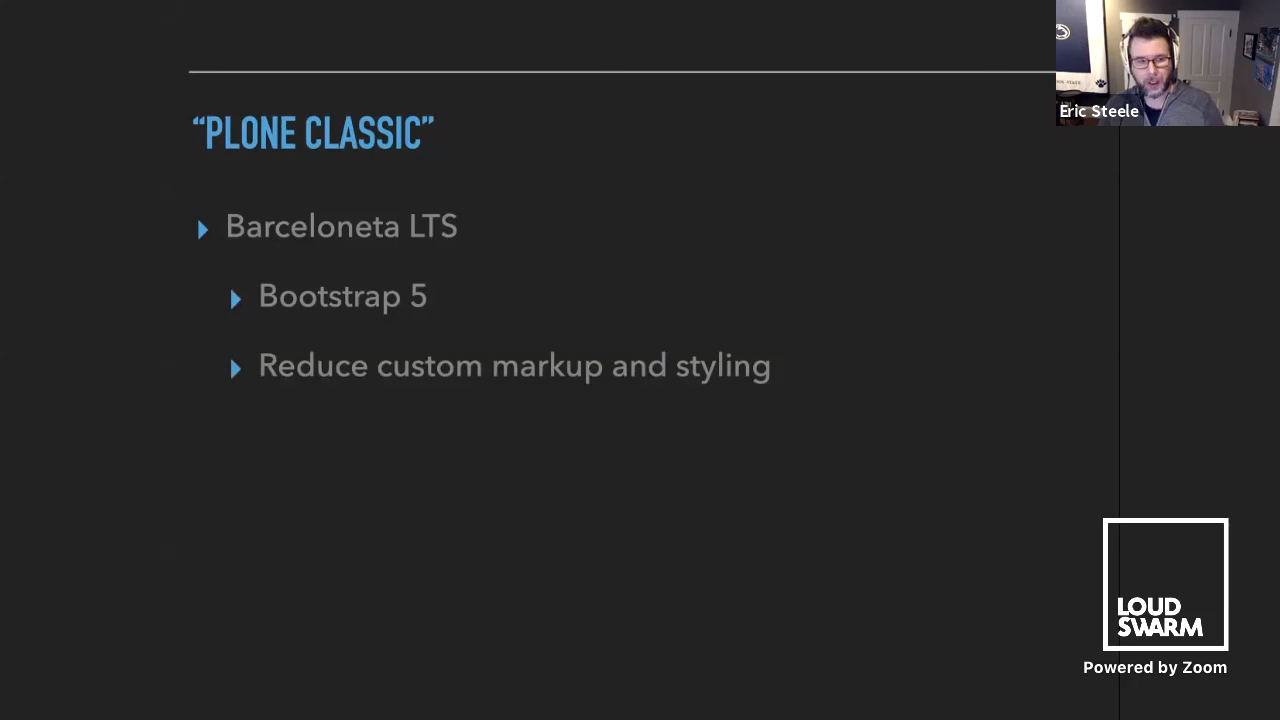 “PLONE CLASSIC”
Barceloneta LTS
Bootstrap 5
Reduce custom markup and styling
Eric Steele
LOUD
SWARM
Powered by Zoom